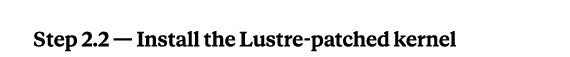 Step 2.2 — Install the Lustre-patched kernel